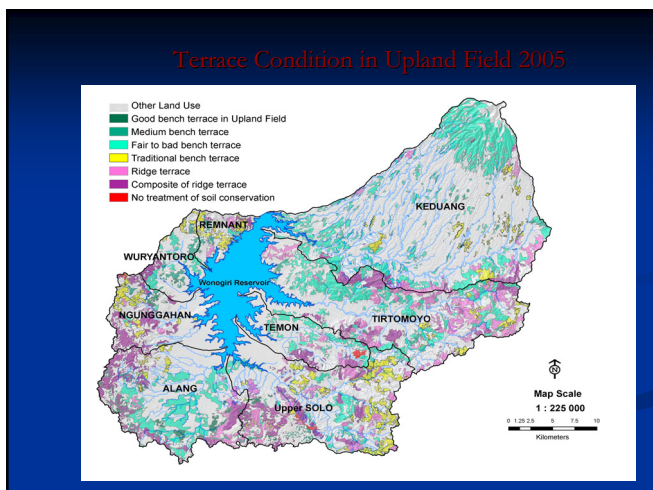 Terrace Condition in Upland Field 2005
Other Land Use
Good bench terrace in Upland Field
Medium bench terrace
Fair to bad bench terrace
Traditional bench terrace
Ridge terrace
Composite of ridge terrace
No treatment of soil conservation
KEDUANG
REMNANT
WURYANTORO
Wonogiri Reservoir
NGUNGGAHAN
TEMON
TIRTOMOYO
ALANG
Upper SOLO
N
Map Scale
1 : 225 000
0 1.25 2.5 5 7.5 10
Kilometers